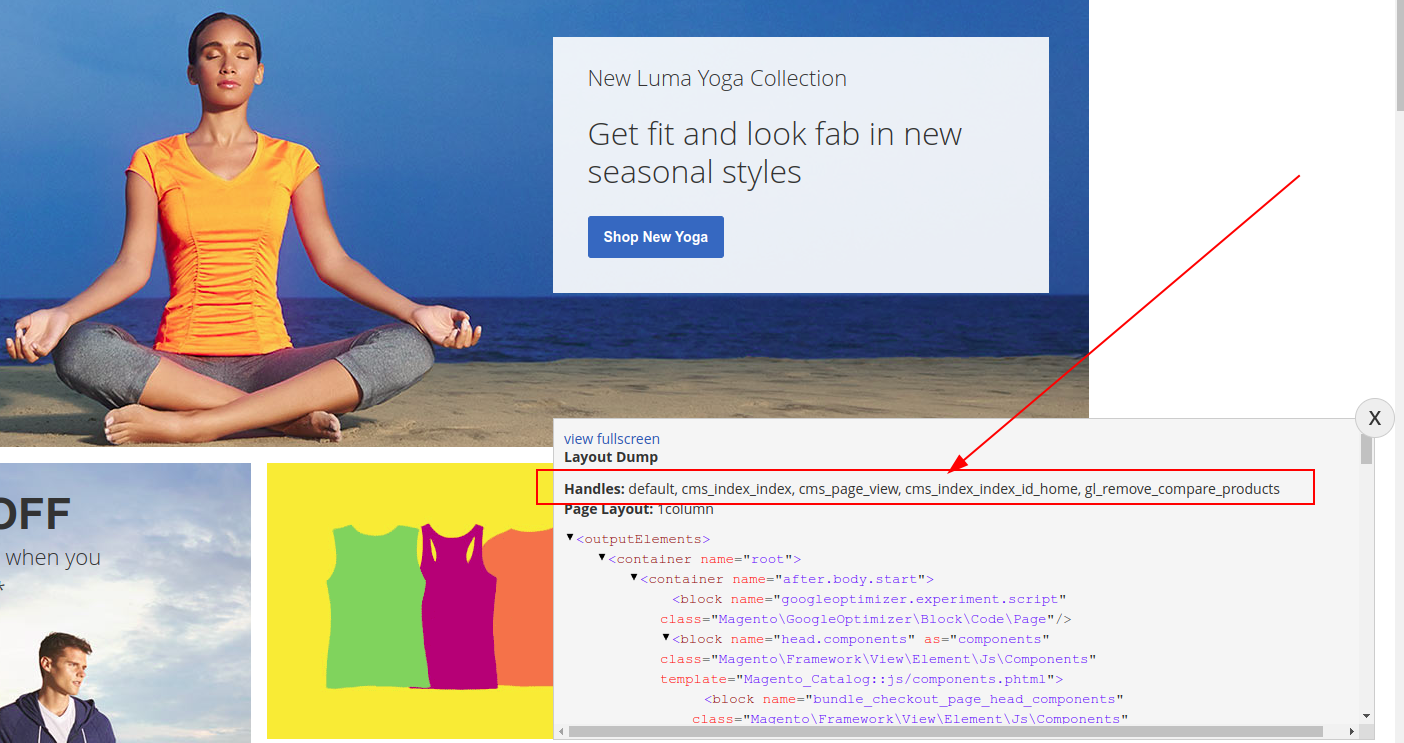 New Luma Yoga Collection
Get fit and look fab in new
seasonal styles
Shop New Yoga
X
view fullscreen
Layout Dump
Handles: default, cms_index_index, cms_page_view, cms_index_index_id_home, gl_remove_compare_products
Page Layout: 1column
▼<outputElements>
▼<container name="root">
▼<container name="after.body.start">
<block name="googleoptimizer.experiment.script"
class="Magento\GoogleOptimizer\Block\Code\Page"/>
▼<block name="head.components" as="components"
class="Magento\Framework\View\Element\Js\Components"
template="Magento_Catalog::js/components.phtml">
<block name="bundle_checkout_page_head_components"
class="Magento\Framework\View\Element\Js\Components"
OFF
when you
*